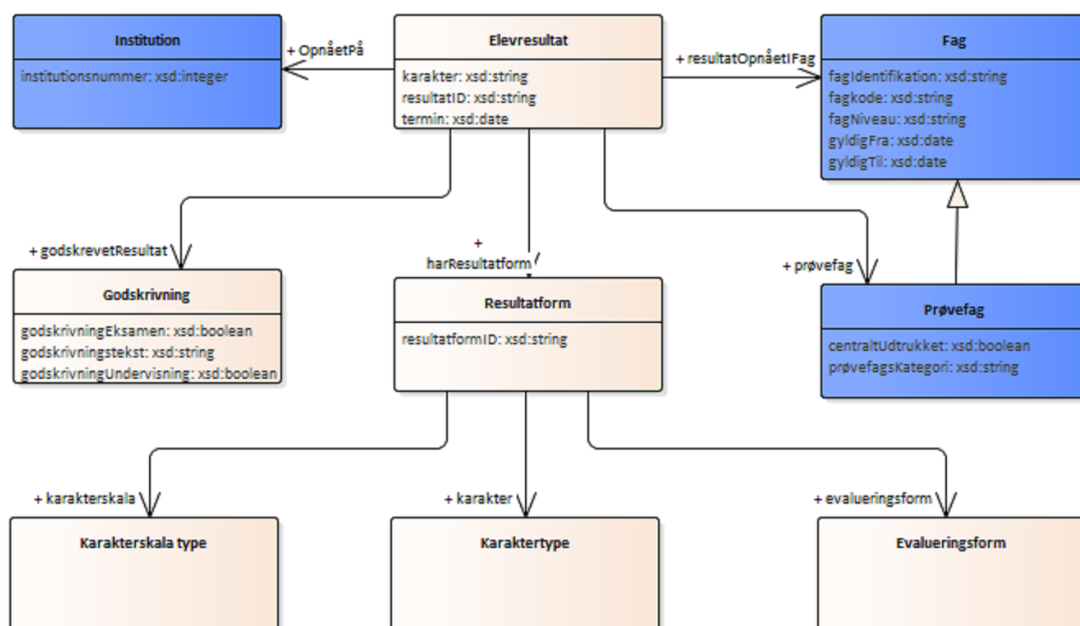 Institution
institutionsnummer: xsd:integer
+ OpnåetPå
Elevresultat
karakter: xsd:string
resultatID: xsd:string
termin: xsd:date
+ resultatOpnåetIFag
Fag
fagIdentifikation: xsd:string
fagkode: xsd:string
fagNiveau: xsd:string
gyldigFra: xsd:date
gyldigTil: xsd:date
+ godskrevetResultat
+
harResultatform
+ prøvefag
Godskrivning
godskrivningEksamen: xsd:boolean
godskrivningstekst: xsd:string
godskrivningUndervisning: xsd:boolean
Resultatform
resultatformID: xsd:string
Prøvefag
centraltUdtrukket: xsd:boolean
prøvefagsKategori: xsd:string
+ karakterskala
+ karakter
+ evalueringsform
Karakterskala type
Karaktertype
Evalueringsform